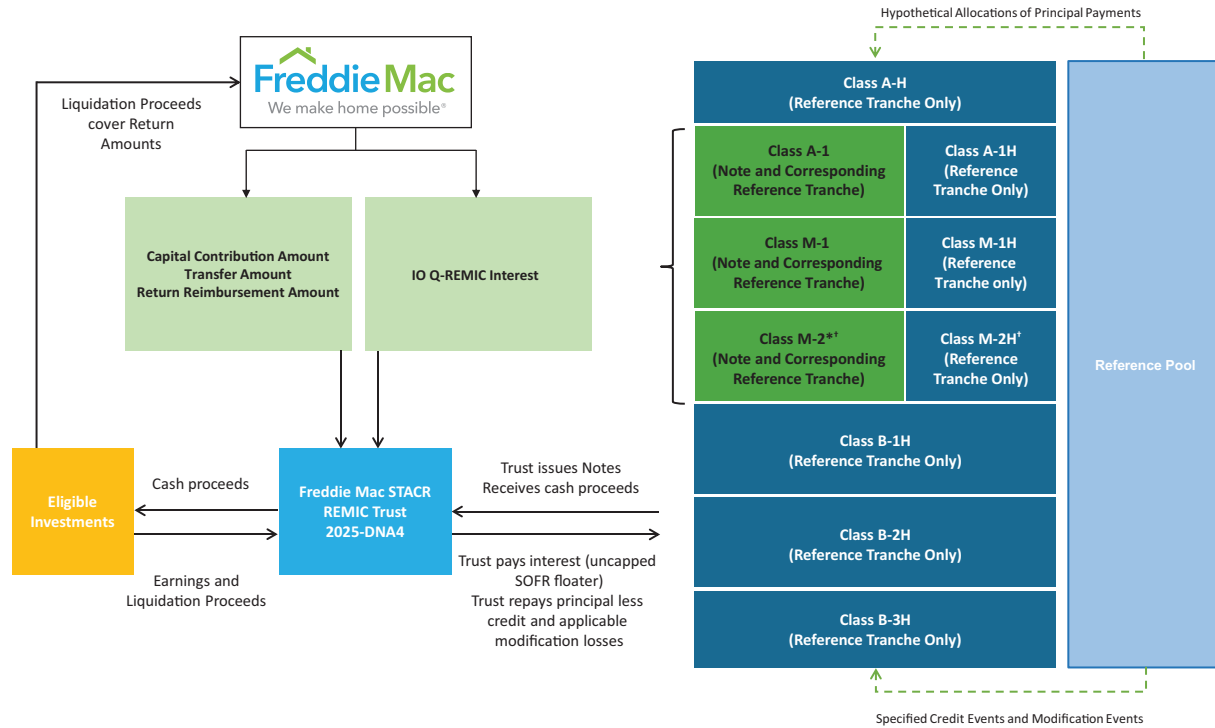 Hypothetical Allocations of Principal Payments
Freddie Mac
We make home possible®
Liquidation Proceeds
cover Return
Amounts
Capital Contribution Amount
Transfer Amount
Return Reimbursement Amount
IO Q-REMIC Interest
Eligible
Investments
Cash proceeds
Earnings and
Liquidation Proceeds
Freddie Mac STACR
REMIC Trust
2025-DNA4
Trust issues Notes
Receives cash proceeds
Trust pays interest (uncapped
SOFR floater)
Trust repays principal less
credit and applicable
modification losses
Class A-H
(Reference Tranche Only)
Class A-1
(Note and Corresponding
Reference Tranche)
Class A-1H
(Reference
Tranche Only)
Class M-1
(Note and Corresponding
Reference Tranche)
Class M-1H
(Reference
Tranche only)
Class M-2*†
(Note and Corresponding
Reference Tranche)
Class M-2H†
(Reference
Tranche Only)
Class B-1H
(Reference Tranche Only)
Class B-2H
(Reference Tranche Only)
Class B-3H
(Reference Tranche Only)
Reference Pool
Specified Credit Events and Modification Events